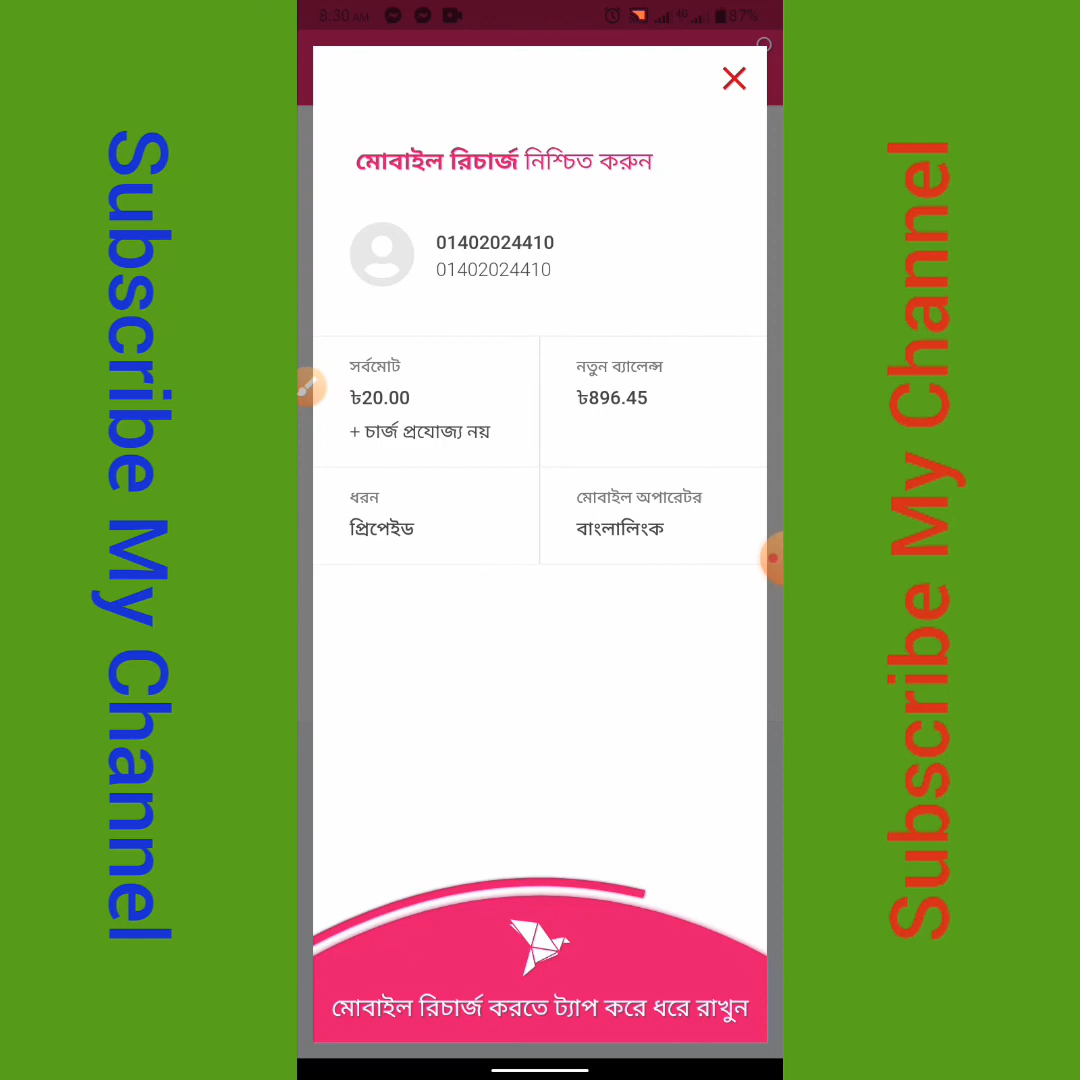 Subscribe My Channel
8:30 AM
4G
87%
মোবাইল রিচার্জ নিশ্চিত করুন
01402024410
01402024410
সর্বমোট
৳20.00
+ চার্জ প্রযোজ্য নয়
নতুন ব্যালেন্স
৳896.45
ধরন
প্রিপেইড
মোবাইল অপারেটর
বাংলালিংক
মোবাইল রিচার্জ করতে ট্যাপ করে ধরে রাখুন
Subscribe My Channel